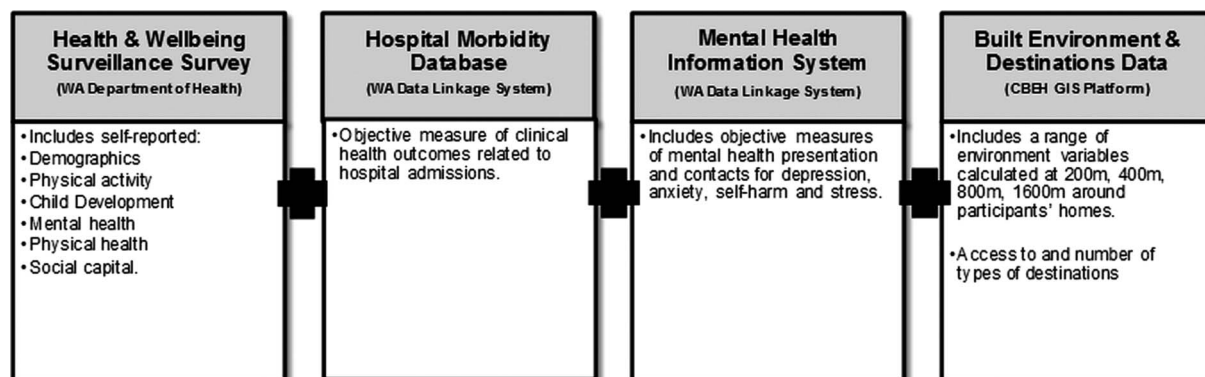 Health & Wellbeing
Surveillance Survey
(WA Department of Health)
•Includes self-reported:
•Demographics
•Physical activity
•Child Development
•Mental health
•Physical health
•Social capital.
Hospital Morbidity
Database
(WA Data Linkage System)
•Objective measure of clinical
health outcomes related to
hospital admissions.
Mental Health
Information System
(WA Data Linkage System)
•Includes objective measures
of mental health presentation
and contacts for depression,
anxiety, self-harm and stress.
Built Environment &
Destinations Data
(CBEH GIS Platform)
•Includes a range of
environment variables
calculated at 200m, 400m,
800m, 1600m around
participants' homes.
•Access to and number of
types of destinations